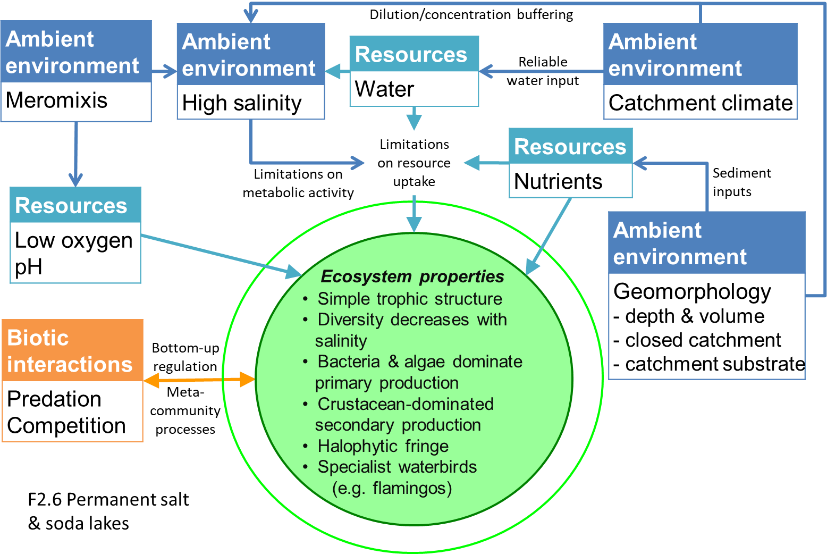 Dilution/concentration buffering
Ambient
environment
Meromixis
Ambient
environment
High salinity
Resources
Water
Reliable
water input
Ambient
environment
Catchment climate
Limitations on
metabolic activity
Limitations
on resource
uptake
Resources
Nutrients
Sediment
inputs
Resources
Low oxygen
pH
Ambient
environment
Geomorphology
- depth & volume
- closed catchment
- catchment substrate
Ecosystem properties
• Simple trophic structure
• Diversity decreases with
salinity
• Bacteria & algae dominate
primary production
• Crustacean-dominated
secondary production
• Halophytic fringe
• Specialist waterbirds
(e.g. flamingos)
Biotic
interactions
Predation
Competition
Bottom-up
regulation
Meta-
community
processes
F2.6 Permanent salt
& soda lakes